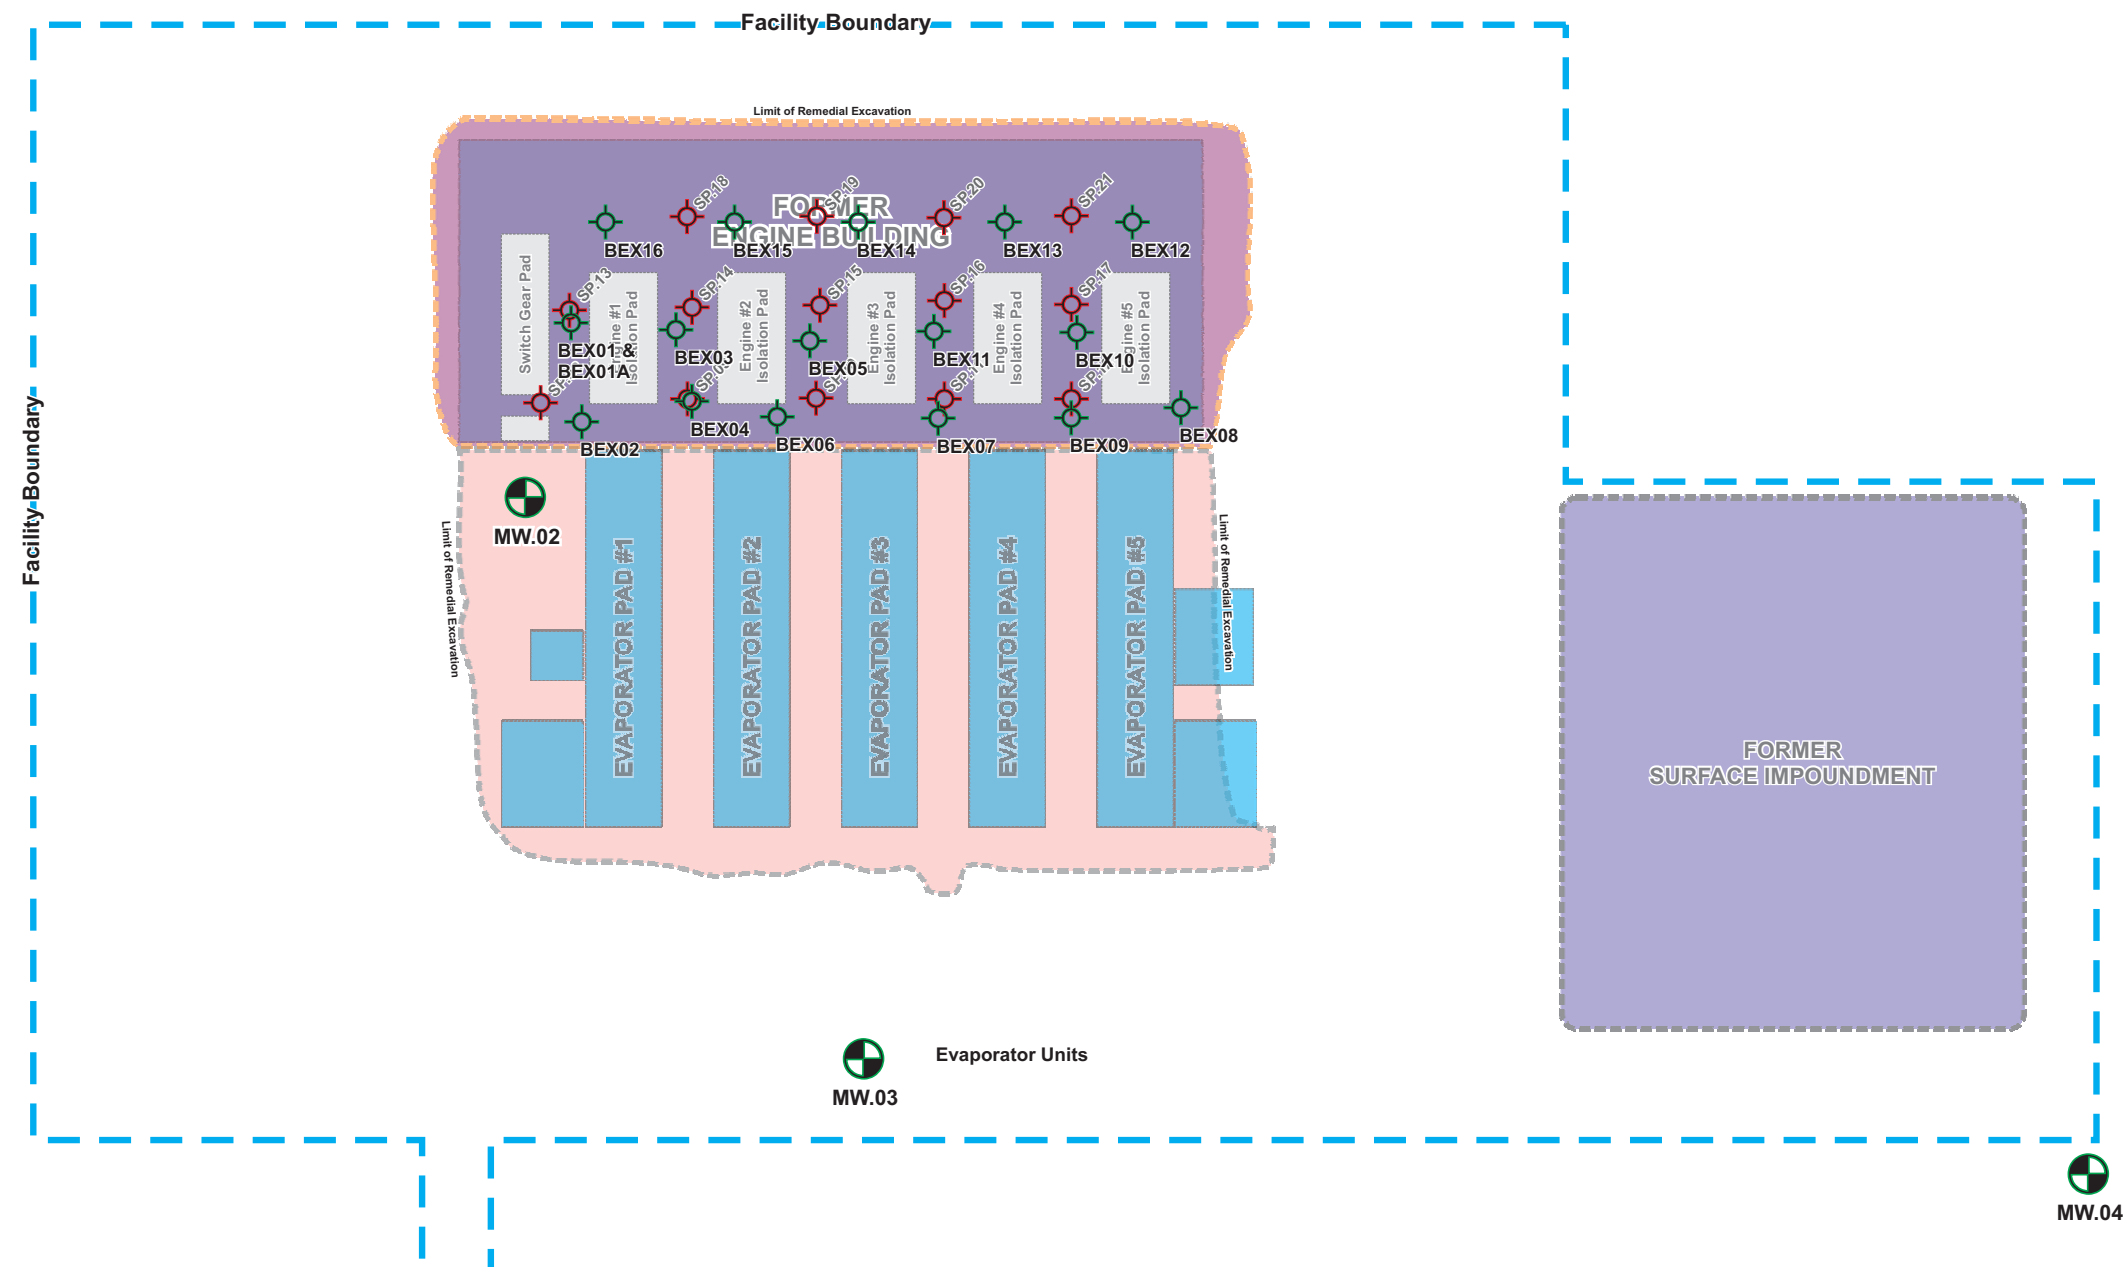 Facility Boundary
Limit of Remedial Excavation
SP.18
SP.19
SP.20
SP.21
FORMER
ENGINE BUILDING
BEX16
BEX15
BEX14
BEX13
BEX12
Switch Gear Pad
SP.13
SP.14
SP.15
SP.16
SP.17
Engine #1
Isolation Pad
Engine #2
Isolation Pad
Engine #3
Isolation Pad
Engine #4
Isolation Pad
Engine #5
Isolation Pad
BEX01 &
BEX01A
BEX03
BEX05
BEX11
BEX10
BEX02
BEX04
BEX06
BEX07
BEX09
BEX08
Facility Boundary
MW.02
Limit of Remedial Excavation
Limit of Remedial Excavation
EVAPORATOR PAD #1
EVAPORATOR PAD #2
EVAPORATOR PAD #3
EVAPORATOR PAD #4
EVAPORATOR PAD #5
FORMER
SURFACE IMPOUNDMENT
Evaporator Units
MW.03
MW.04